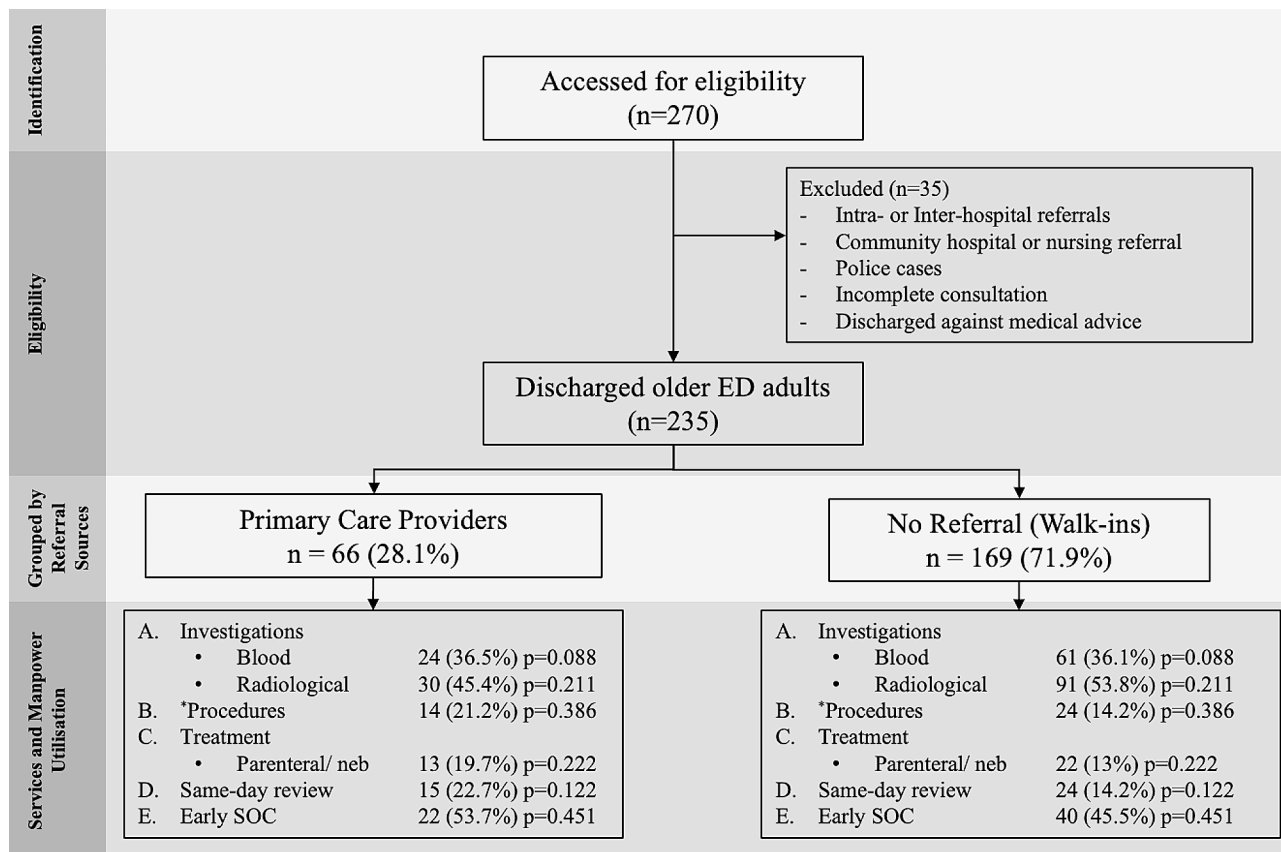 Identification
Accessed for eligibility
(n=270)
Eligibility
Excluded (n=35)
- Intra- or Inter-hospital referrals
- Community hospital or nursing referral
- Police cases
- Incomplete consultation
- Discharged against medical advice
Discharged older ED adults
(n=235)
Grouped by
Referral
Sources
Primary Care Providers
n = 66 (28.1%)
No Referral (Walk-ins)
n = 169 (71.9%)
Services and Manpower
Utilisation
A. Investigations
• Blood 24 (36.5%) p=0.088
• Radiological 30 (45.4%) p=0.211
B. *Procedures 14 (21.2%) p=0.386
C. Treatment
• Parenteral/ neb 13 (19.7%) p=0.222
D. Same-day review 15 (22.7%) p=0.122
E. Early SOC 22 (53.7%) p=0.451
A. Investigations
• Blood 61 (36.1%) p=0.088
• Radiological 91 (53.8%) p=0.211
B. *Procedures 24 (14.2%) p=0.386
C. Treatment
• Parenteral/ neb 22 (13%) p=0.222
D. Same-day review 24 (14.2%) p=0.122
E. Early SOC 40 (45.5%) p=0.451